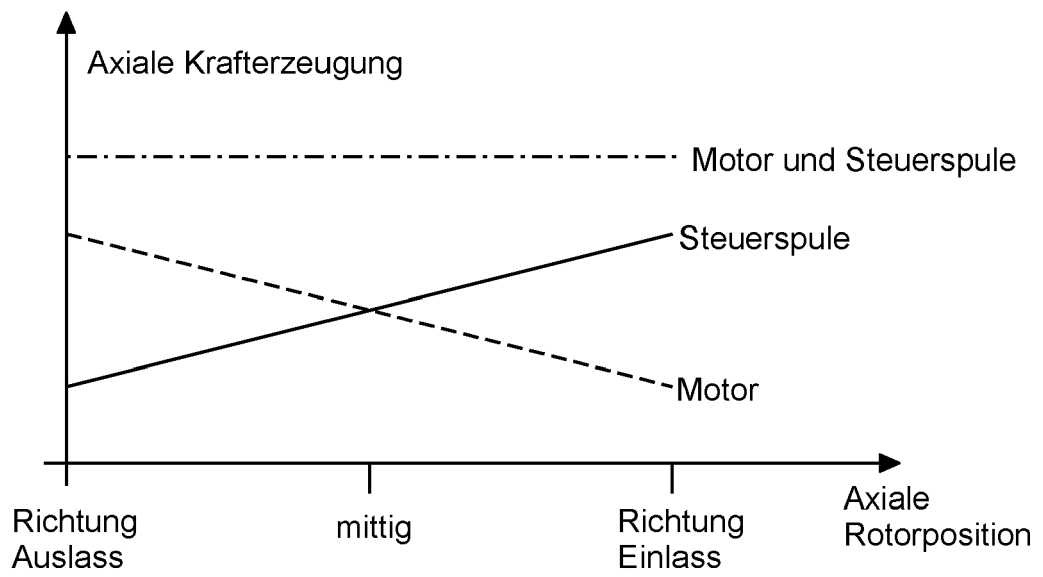 Axiale Krafterzeugung
Motor und Steuerspule
Steuerspule
Motor
Richtung
Auslass
mittig
Richtung
Einlass
Axiale
Rotorposition